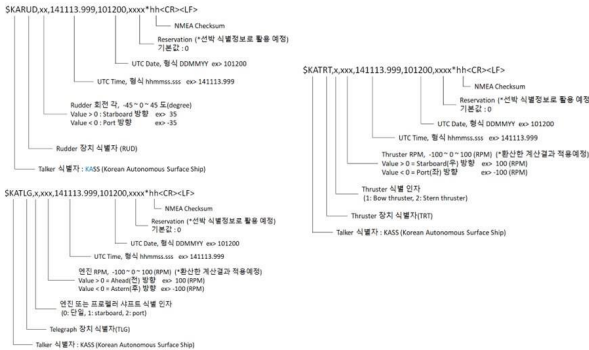 $KARUD,xx,141113.999,101200,xxxx*hh<CR><LF>
NMEA Checksum
Reservation (*선박 식별정보로 활용 예정)
기본값 : 0
UTC Date, 형식 DDMMYY ex> 101200
UTC Time, 형식 hhmmss.sss ex> 141113.999
Rudder 회전 각, -45 ~ 0 ~ 45 도(degree)
Value > 0 : Starboard 방향 ex> 35
Value < 0 : Port 방향 ex> -35
Rudder 장치 식별자 (RUD)
Talker 식별자 : KASS (Korean Autonomous Surface Ship)
$KATLG,x,xxx,141113.999,101200,xxxx*hh<CR><LF>
NMEA Checksum
Reservation (*선박 식별정보로 활용 예정)
기본값 : 0
UTC Date, 형식 DDMMYY ex> 101200
UTC Time, 형식 hhmmss.sss ex> 141113.999
엔진 RPM, -100 ~ 0 ~ 100 (RPM) (*환산한 계산결과 적용예정)
Value > 0 = Ahead(전) 방향 ex> 100 (RPM)
Value < 0 = Astern(후) 방향 ex> -100 (RPM)
엔진 또는 프로펠러 샤프트 식별 인자
(0: 단일, 1: starboard, 2: port)
Telegraph 장치 식별자(TLG)
Talker 식별자 : KASS (Korean Autonomous Surface Ship)
$KATRT,x,xxx,141113.999,101200,xxxx*hh<CR><LF>
NMEA Checksum
Reservation (*선박 식별정보로 활용 예정)
기본값 : 0
UTC Date, 형식 DDMMYY ex> 101200
UTC Time, 형식 hhmmss.sss ex> 141113.999
Thruster RPM, -100 ~ 0 ~ 100 (RPM) (*환산한 계산결과 적용예정)
Value > 0 = Starboard(우) 방향 ex> 100 (RPM)
Value < 0 = Port(좌) 방향 ex> -100 (RPM)
Thruster 식별 인자
(1: Bow thruster, 2: Stern thruster)
Thruster 장치 식별자(TRT)
Talker 식별자 : KASS (Korean Autonomous Surface Ship)